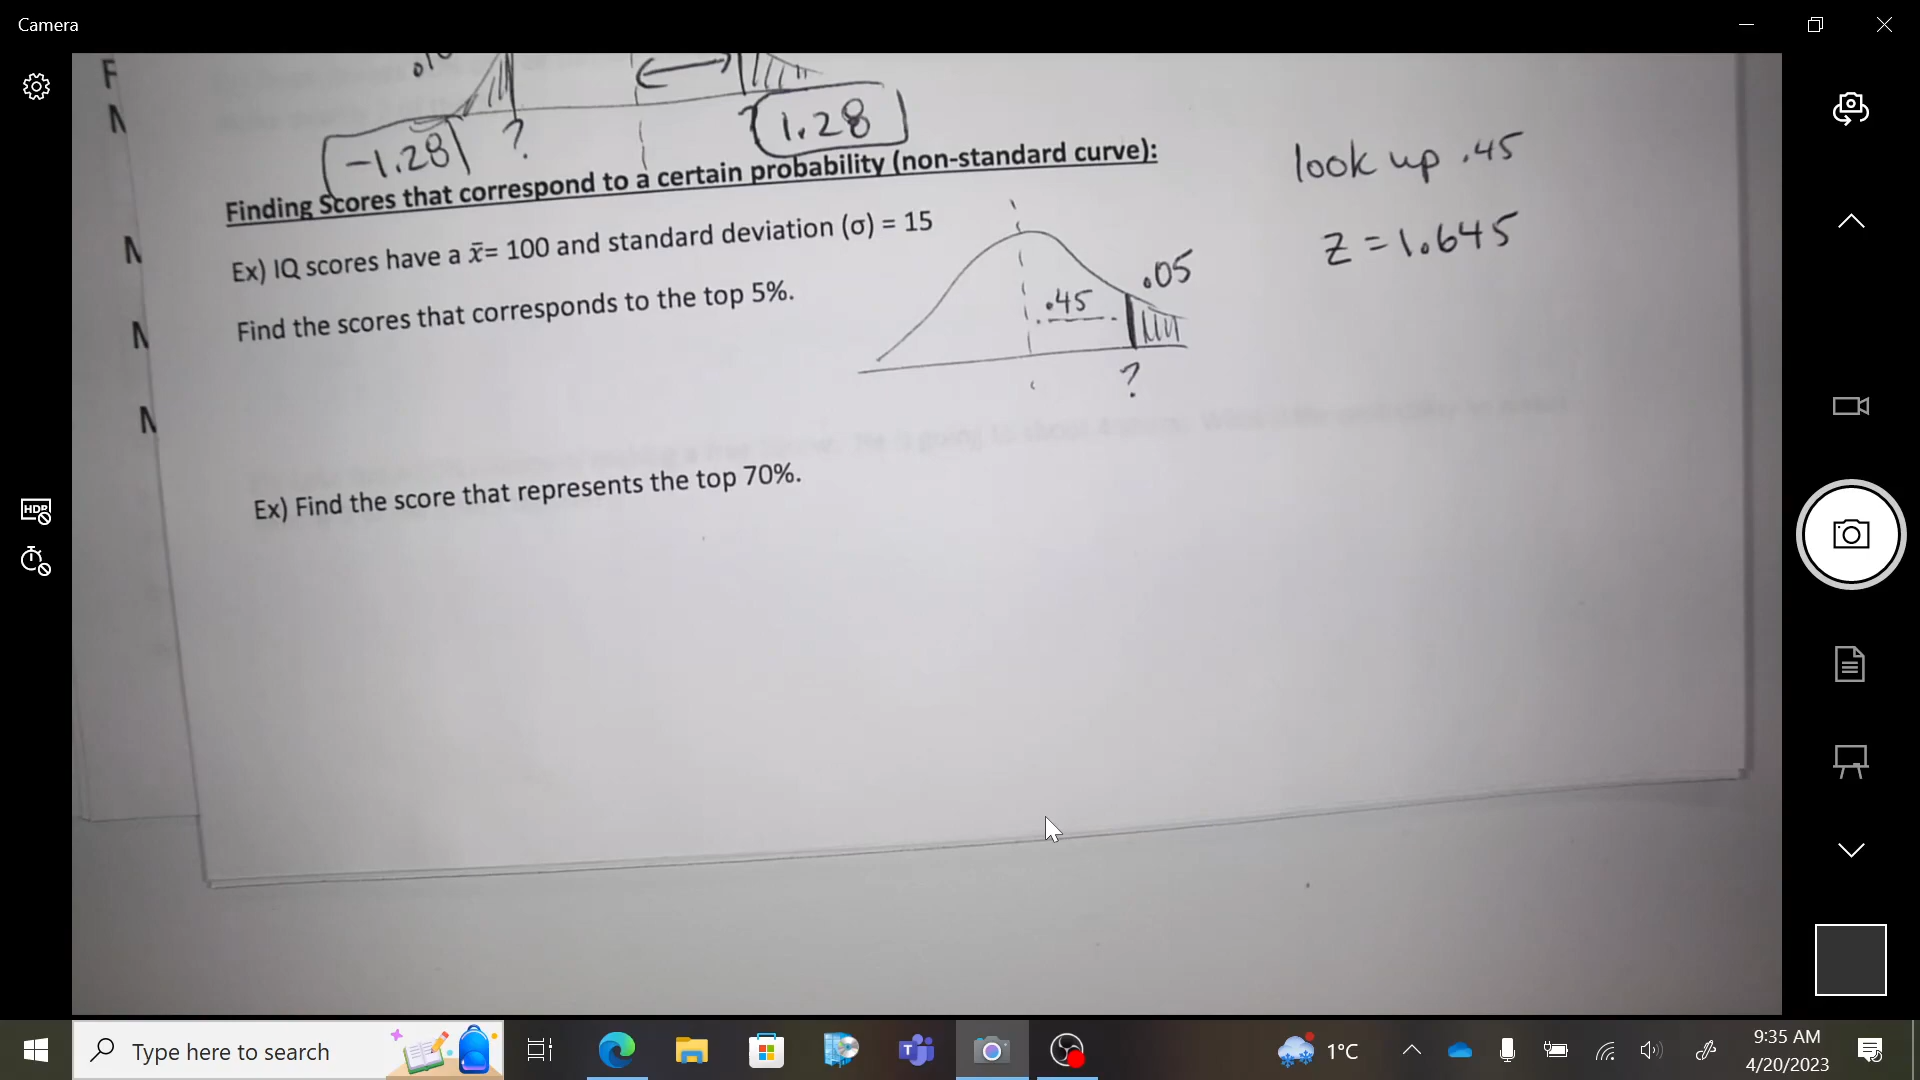 Camera
F
N
.10
-1.28
?
?
1.28
Finding Scores that correspond to a certain probability (non-standard curve):
look up .45
N
Ex) IQ scores have a x̄= 100 and standard deviation (σ) = 15
z = 1.645
.05
.45
N
Find the scores that corresponds to the top 5%.
?
N
Ex) Find the score that represents the top 70%.
HDR
Type here to search
1°C
9:35 AM
4/20/2023